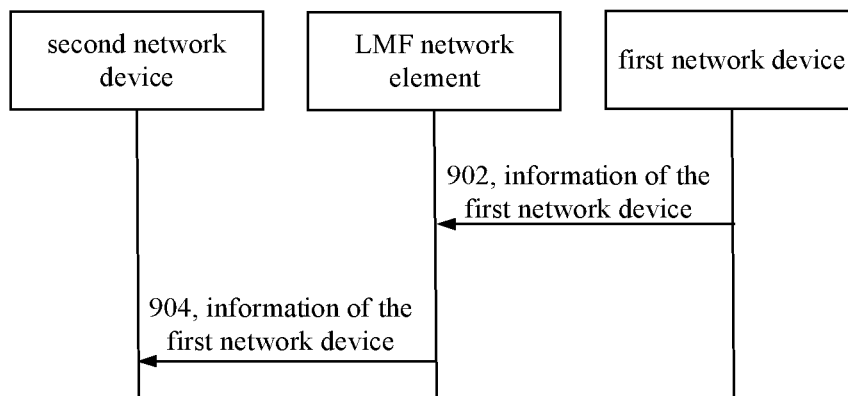 second network
device
LMF network
element
first network device
902, information of the
first network device
904, information of the
first network device